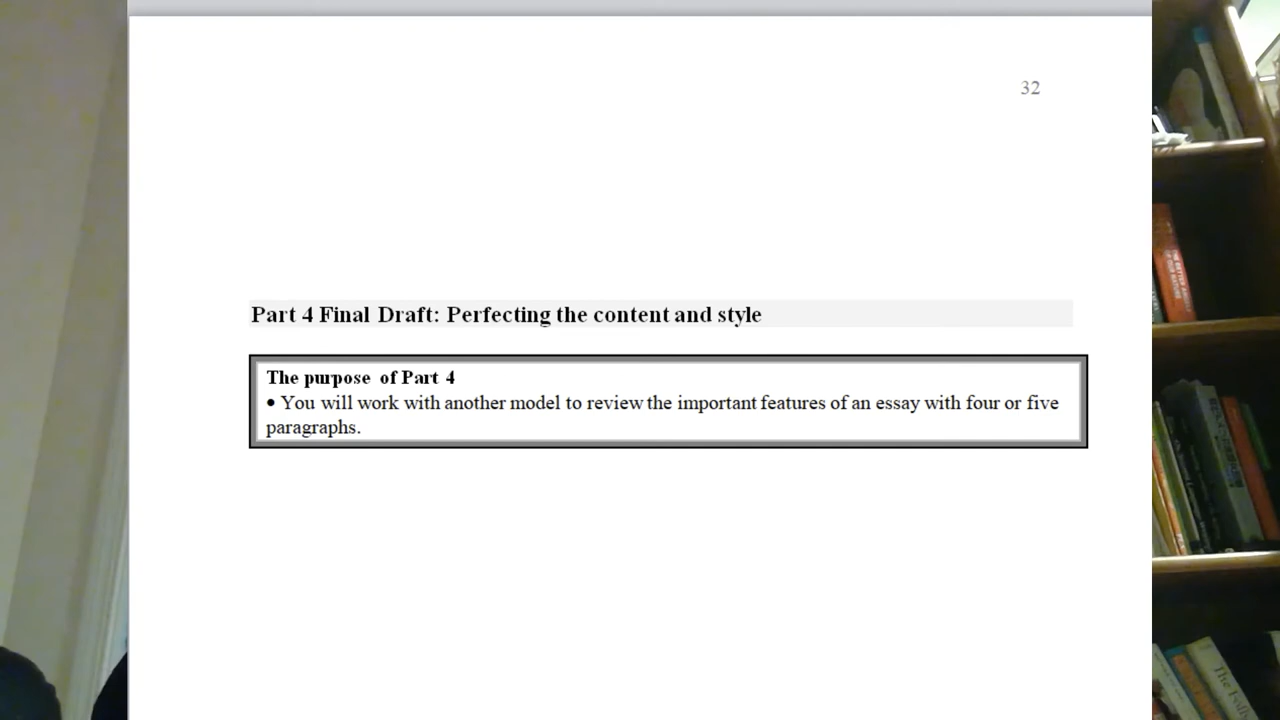 32
Part 4 Final Draft: Perfecting the content and style
The purpose of Part 4
• You will work with another model to review the important features of an essay with four or five
paragraphs.